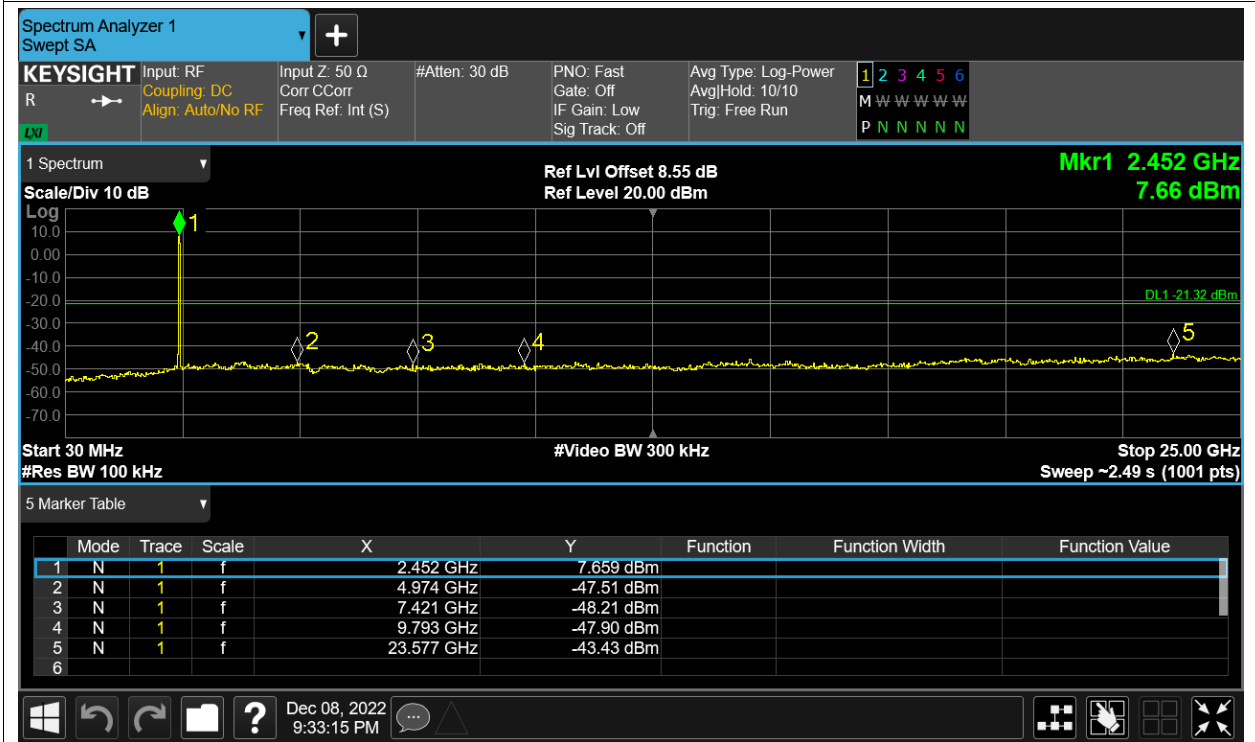 Spectrum Analyzer 1
Swept SA
+
KEYSIGHT
R
LXI
Input: RF
Coupling: DC
Align: Auto/No RF
Input Z: 50 Ω
Corr CCorr
Freq Ref: Int (S)
#Atten: 30 dB
PNO: Fast
Gate: Off
IF Gain: Low
Sig Track: Off
Avg Type: Log-Power
Avg|Hold: 10/10
Trig: Free Run
1 2 3 4 5 6
M W W W W W
P N N N N N
1 Spectrum
Scale/Div 10 dB
Ref Lvl Offset 8.55 dB
Ref Level 20.00 dBm
Mkr1 2.452 GHz
7.66 dBm
Log
10.0
0.00
-10.0
-20.0
-30.0
-40.0
-50.0
-60.0
-70.0
1
2
3
4
5
DL1 -21.32 dBm
Start 30 MHz
#Video BW 300 kHz
Stop 25.00 GHz
#Res BW 100 kHz
Sweep ~2.49 s (1001 pts)
5 Marker Table
Mode Trace Scale X Y Function Function Width Function Value
1 N 1 f 2.452 GHz 7.659 dBm
2 N 1 f 4.974 GHz -47.51 dBm
3 N 1 f 7.421 GHz -48.21 dBm
4 N 1 f 9.793 GHz -47.90 dBm
5 N 1 f 23.577 GHz -43.43 dBm
6
?
Dec 08, 2022
9:33:15 PM